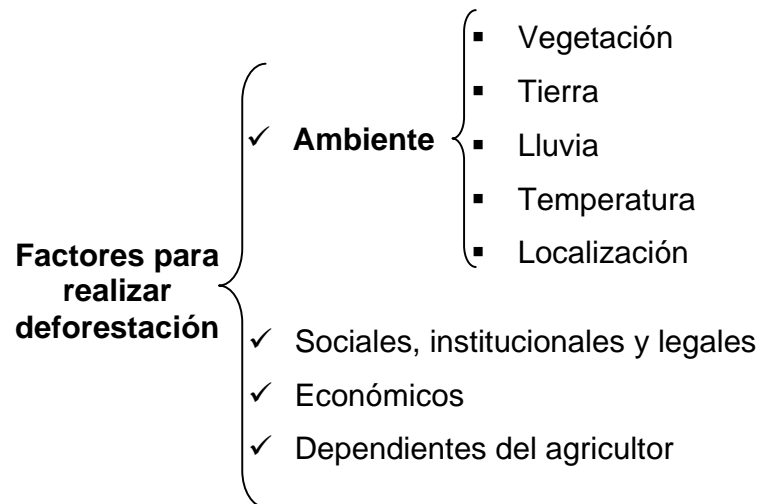 Factores para
realizar
deforestación
✓ Ambiente
▪ Vegetación
▪ Tierra
▪ Lluvia
▪ Temperatura
▪ Localización
✓ Sociales, institucionales y legales
✓ Económicos
✓ Dependientes del agricultor